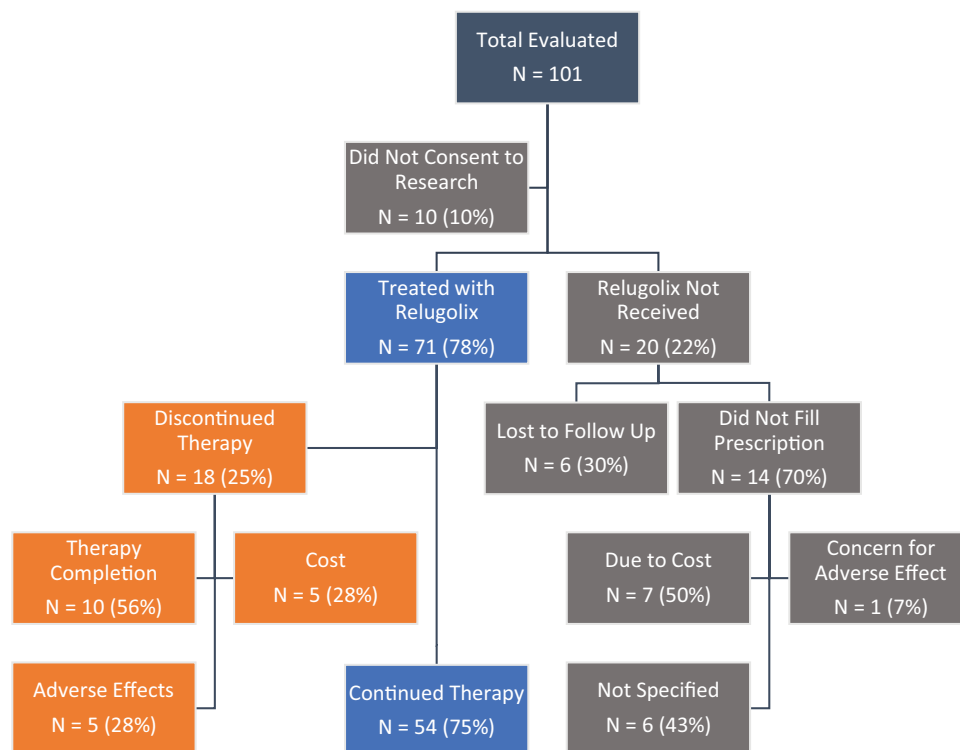 Total Evaluated
N = 101
Did Not Consent to
Research
N = 10 (10%)
Treated with
Relugolix
N = 71 (78%)
Relugolix Not
Received
N = 20 (22%)
Discontinued
Therapy
N = 18 (25%)
Lost to Follow Up
N = 6 (30%)
Did Not Fill
Prescription
N = 14 (70%)
Therapy
Completion
N = 10 (56%)
Cost
N = 5 (28%)
Due to Cost
N = 7 (50%)
Concern for
Adverse Effect
N = 1 (7%)
Adverse Effects
N = 5 (28%)
Continued Therapy
N = 54 (75%)
Not Specified
N = 6 (43%)